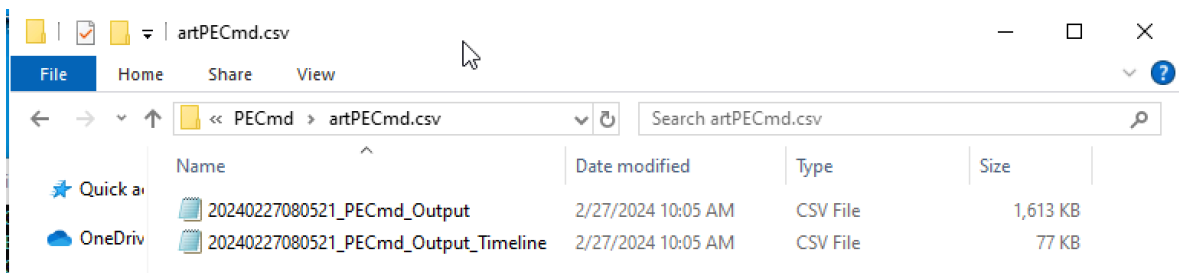 artPECmd.csv
File Home Share View
« PECmd › artPECmd.csv Search artPECmd.csv
Name Date modified Type Size
Quick a
20240227080521_PECmd_Output 2/27/2024 10:05 AM CSV File 1,613 KB
OneDriv 20240227080521_PECmd_Output_Timeline 2/27/2024 10:05 AM CSV File 77 KB